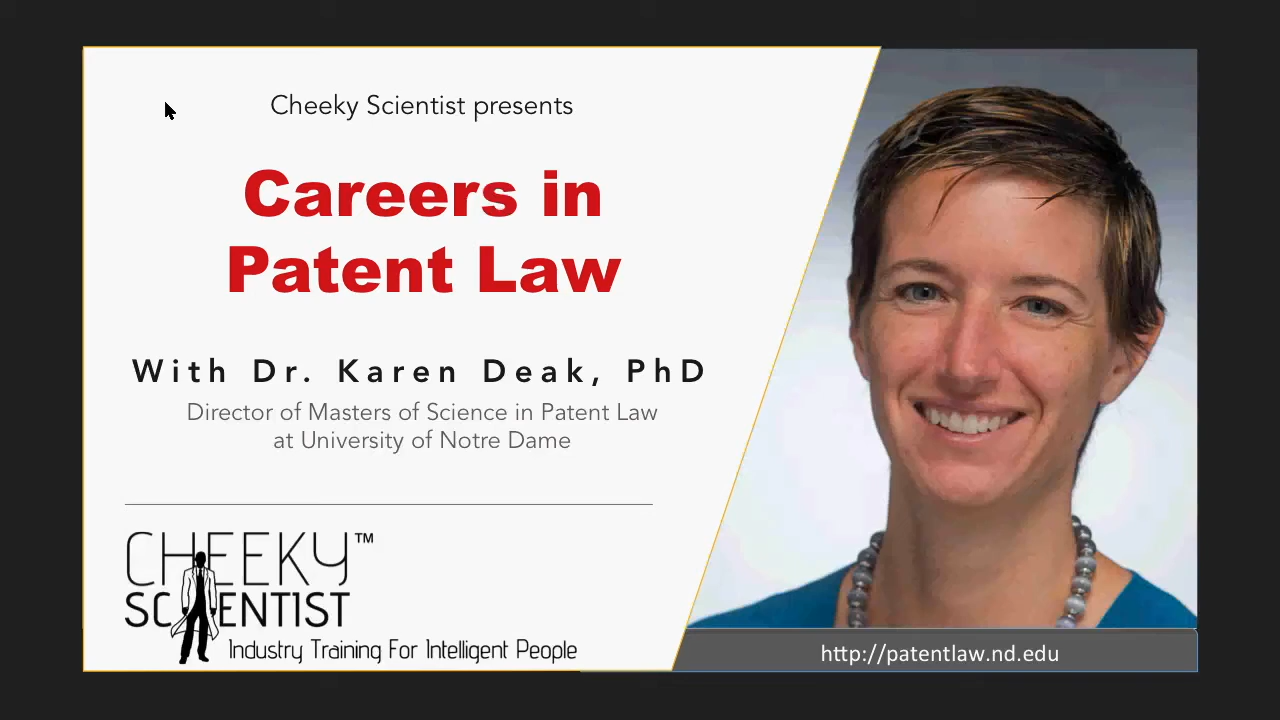 Cheeky Scientist presents
Careers in
Patent Law
With Dr. Karen Deak, PhD
Director of Masters of Science in Patent Law
at University of Notre Dame
CHEEKY™
SCIENTIST
Industry Training For Intelligent People
http://patentlaw.nd.edu